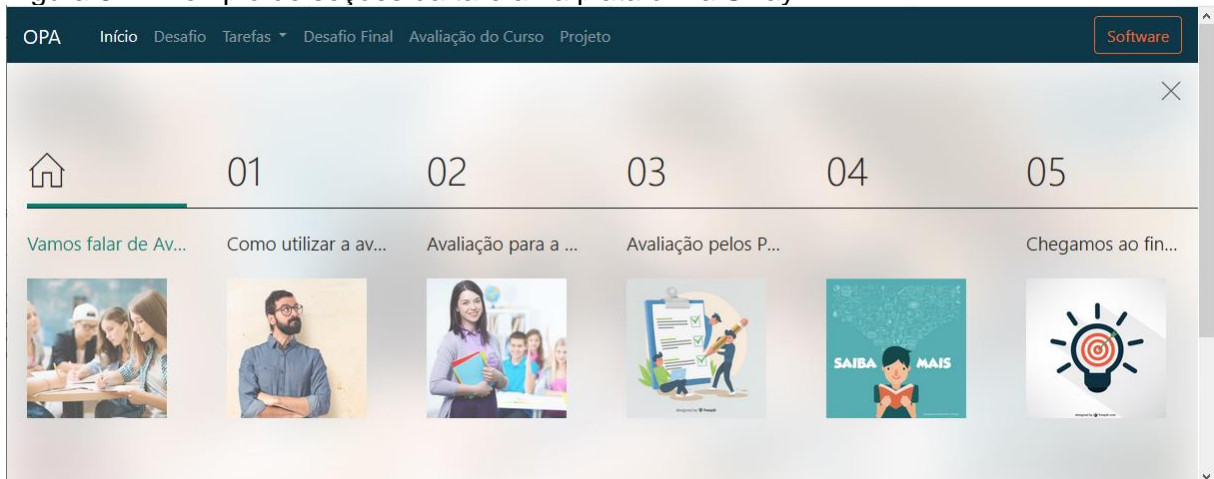 OPA Início Desafio Tarefas Desafio Final Avaliação do Curso Projeto Software
01 02 03 04 05
Vamos falar de Av... Como utilizar a av... Avaliação para a ... Avaliação pelos P... Chegamos ao fin...
SAIBA MAIS